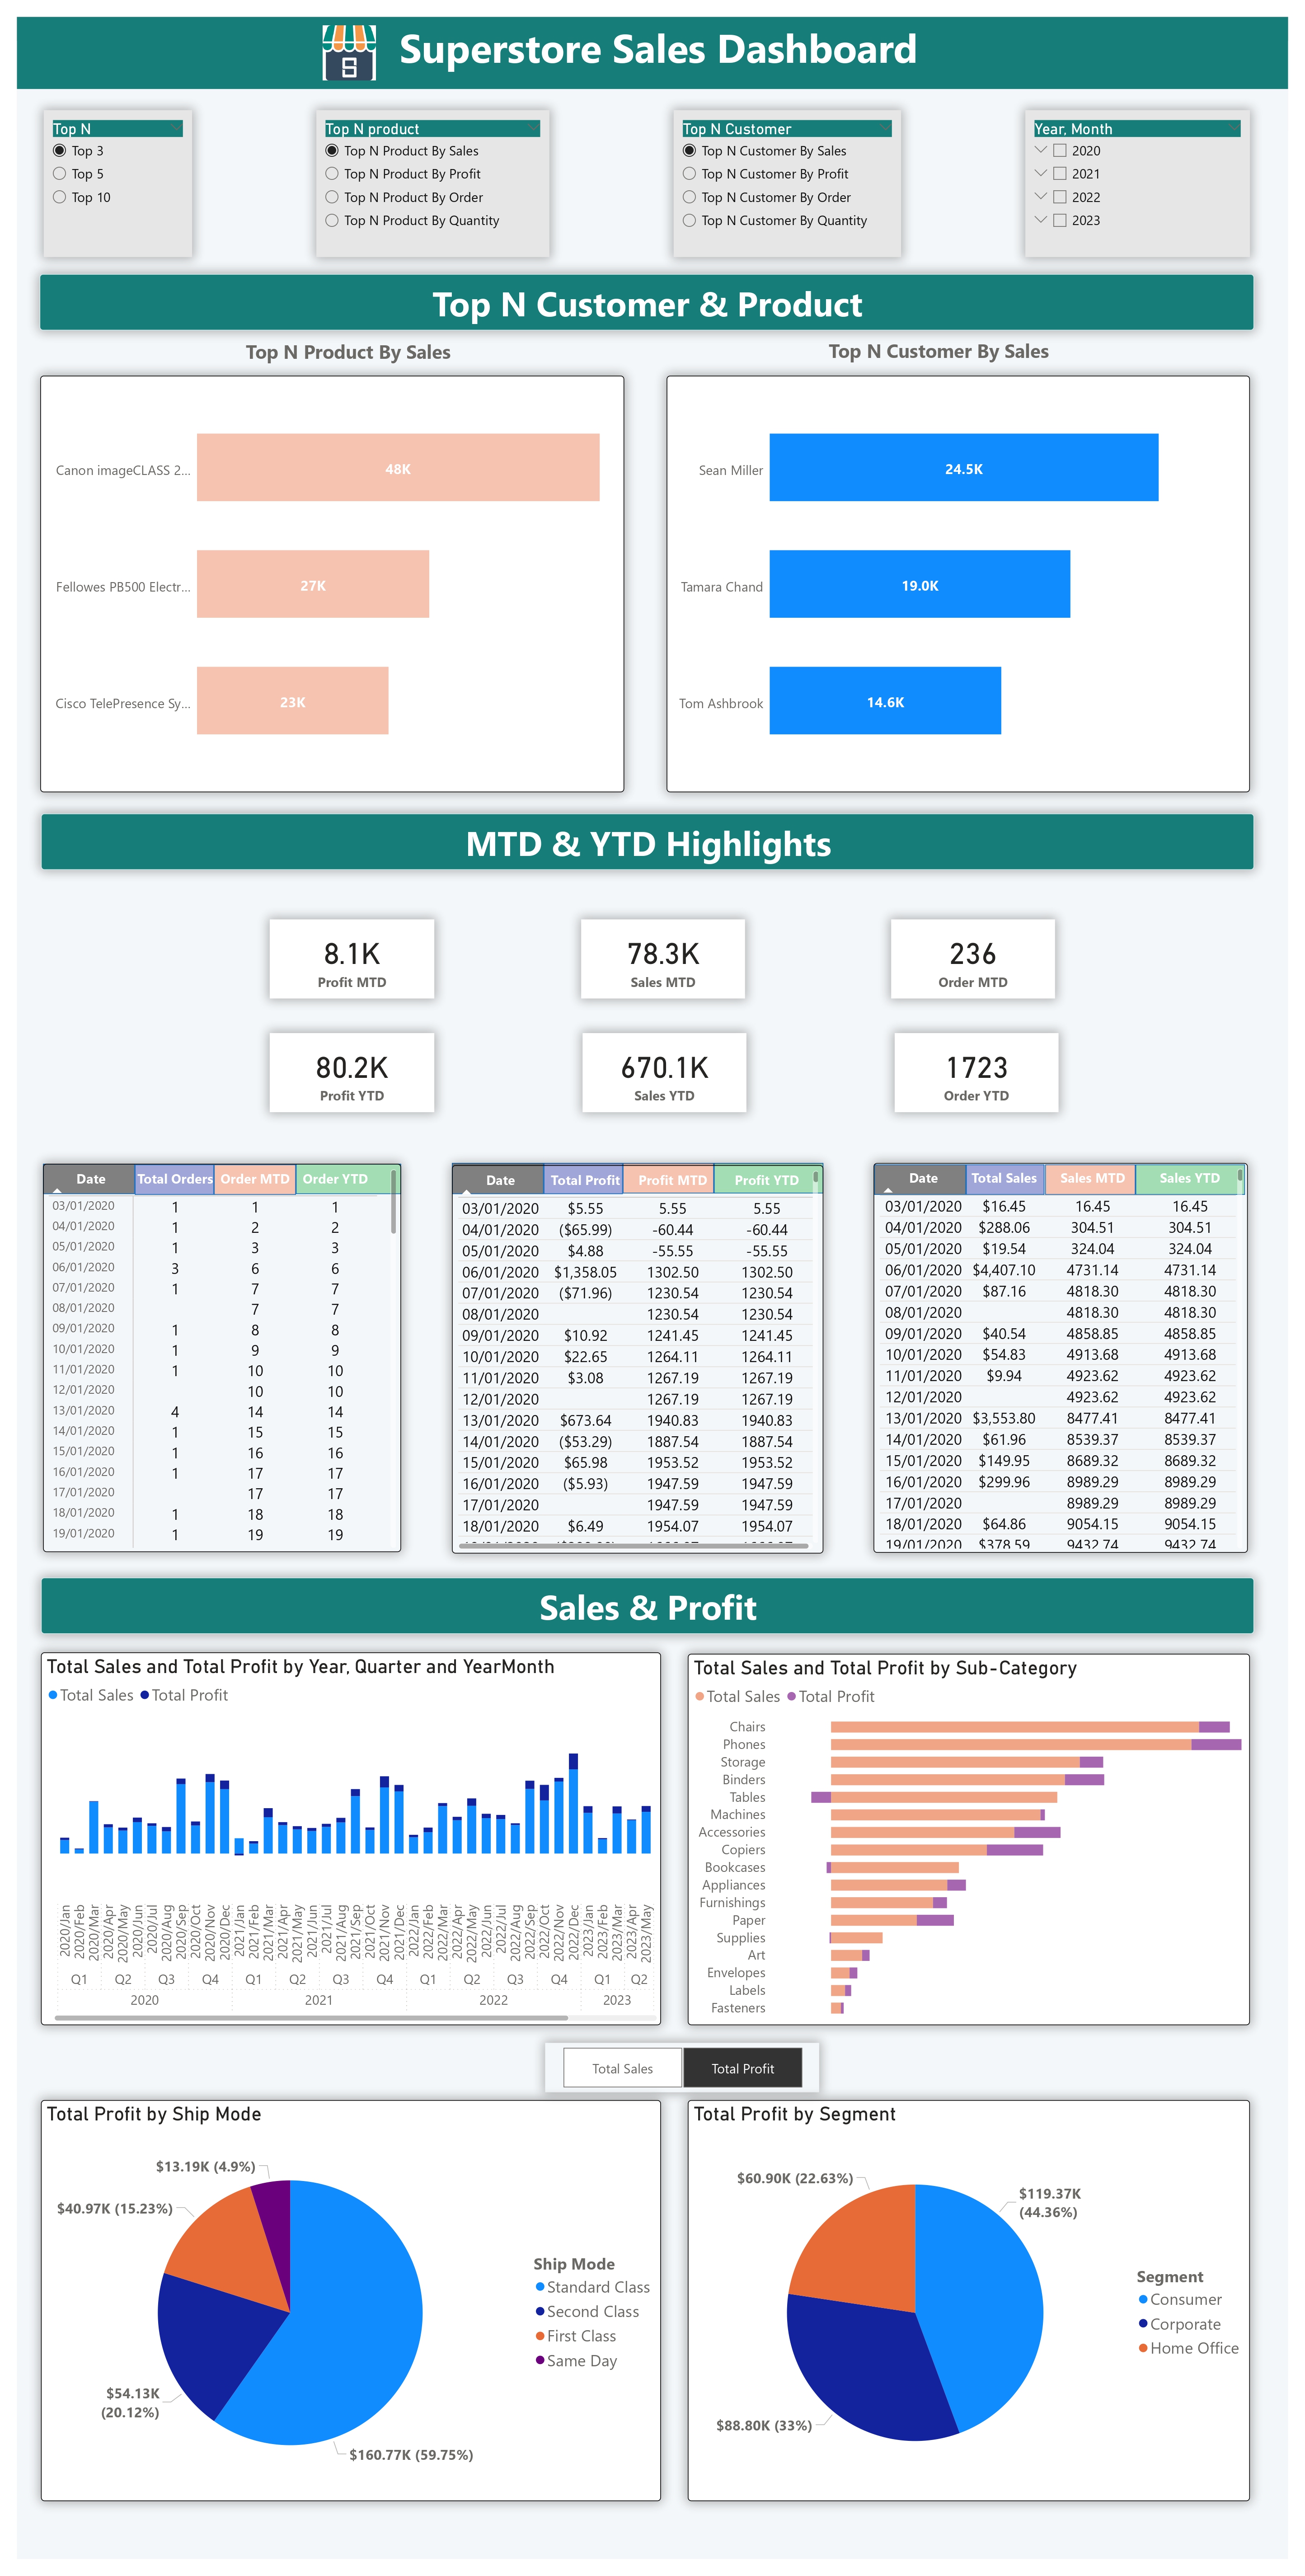 Superstore Sales Dashboard
S
Top N
Top 3
Top 5
Top 10
Top N product
Top N Product By Sales
Top N Product By Profit
Top N Product By Order
Top N Product By Quantity
Top N Customer
Top N Customer By Sales
Top N Customer By Profit
Top N Customer By Order
Top N Customer By Quantity
Year, Month
2020
2021
2022
2023
Top N Customer & Product
Top N Product By Sales
Canon imageCLASS 2... 48K
Fellowes PB500 Electr... 27K
Cisco TelePresence Sy... 23K
Top N Customer By Sales
Sean Miller 24.5K
Tamara Chand 19.0K
Tom Ashbrook 14.6K
MTD & YTD Highlights
8.1K
Profit MTD
78.3K
Sales MTD
236
Order MTD
80.2K
Profit YTD
670.1K
Sales YTD
1723
Order YTD
Date Total Orders Order MTD Order YTD
03/01/2020 1 1 1
04/01/2020 1 2 2
05/01/2020 1 3 3
06/01/2020 3 6 6
07/01/2020 1 7 7
08/01/2020 7 7
09/01/2020 1 8 8
10/01/2020 1 9 9
11/01/2020 1 10 10
12/01/2020 10 10
13/01/2020 4 14 14
14/01/2020 1 15 15
15/01/2020 1 16 16
16/01/2020 1 17 17
17/01/2020 17 17
18/01/2020 1 18 18
19/01/2020 1 19 19
Date Total Profit Profit MTD Profit YTD
03/01/2020 $5.55 5.55 5.55
04/01/2020 ($65.99) -60.44 -60.44
05/01/2020 $4.88 -55.55 -55.55
06/01/2020 $1,358.05 1302.50 1302.50
07/01/2020 ($71.96) 1230.54 1230.54
08/01/2020 1230.54 1230.54
09/01/2020 $10.92 1241.45 1241.45
10/01/2020 $22.65 1264.11 1264.11
11/01/2020 $3.08 1267.19 1267.19
12/01/2020 1267.19 1267.19
13/01/2020 $673.64 1940.83 1940.83
14/01/2020 ($53.29) 1887.54 1887.54
15/01/2020 $65.98 1953.52 1953.52
16/01/2020 ($5.93) 1947.59 1947.59
17/01/2020 1947.59 1947.59
18/01/2020 $6.49 1954.07 1954.07
Date Total Sales Sales MTD Sales YTD
03/01/2020 $16.45 16.45 16.45
04/01/2020 $288.06 304.51 304.51
05/01/2020 $19.54 324.04 324.04
06/01/2020 $4,407.10 4731.14 4731.14
07/01/2020 $87.16 4818.30 4818.30
08/01/2020 4818.30 4818.30
09/01/2020 $40.54 4858.85 4858.85
10/01/2020 $54.83 4913.68 4913.68
11/01/2020 $9.94 4923.62 4923.62
12/01/2020 4923.62 4923.62
13/01/2020 $3,553.80 8477.41 8477.41
14/01/2020 $61.96 8539.37 8539.37
15/01/2020 $149.95 8689.32 8689.32
16/01/2020 $299.96 8989.29 8989.29
17/01/2020 8989.29 8989.29
18/01/2020 $64.86 9054.15 9054.15
19/01/2020 $378.59 9432.74 9432.74
Sales & Profit
Total Sales and Total Profit by Year, Quarter and YearMonth
Total Sales Total Profit
2020/Jan 2020/Feb 2020/Mar 2020/Apr 2020/May 2020/Jun 2020/Jul 2020/Aug 2020/Sep 2020/Oct 2020/Nov 2020/Dec 2021/Jan 2021/Feb 2021/Mar 2021/Apr 2021/May 2021/Jun 2021/Jul 2021/Aug 2021/Sep 2021/Oct 2021/Nov 2021/Dec 2022/Jan 2022/Feb 2022/Mar 2022/Apr 2022/May 2022/Jun 2022/Jul 2022/Aug 2022/Sep 2022/Oct 2022/Nov 2022/Dec 2023/Jan 2023/Feb 2023/Mar 2023/Apr 2023/May
Q1 Q2 Q3 Q4 Q1 Q2 Q3 Q4 Q1 Q2 Q3 Q4 Q1 Q2
2020 2021 2022 2023
Total Sales and Total Profit by Sub-Category
Total Sales Total Profit
Chairs
Phones
Storage
Binders
Tables
Machines
Accessories
Copiers
Bookcases
Appliances
Furnishings
Paper
Supplies
Art
Envelopes
Labels
Fasteners
Total Sales Total Profit
Total Profit by Ship Mode
$13.19K (4.9%)
$40.97K (15.23%)
$54.13K
(20.12%)
$160.77K (59.75%)
Ship Mode
Standard Class
Second Class
First Class
Same Day
Total Profit by Segment
$60.90K (22.63%)
$119.37K
(44.36%)
$88.80K (33%)
Segment
Consumer
Corporate
Home Office